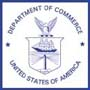 DEPARTMENT OF COMMERCE
UNITED STATES OF AMERICA